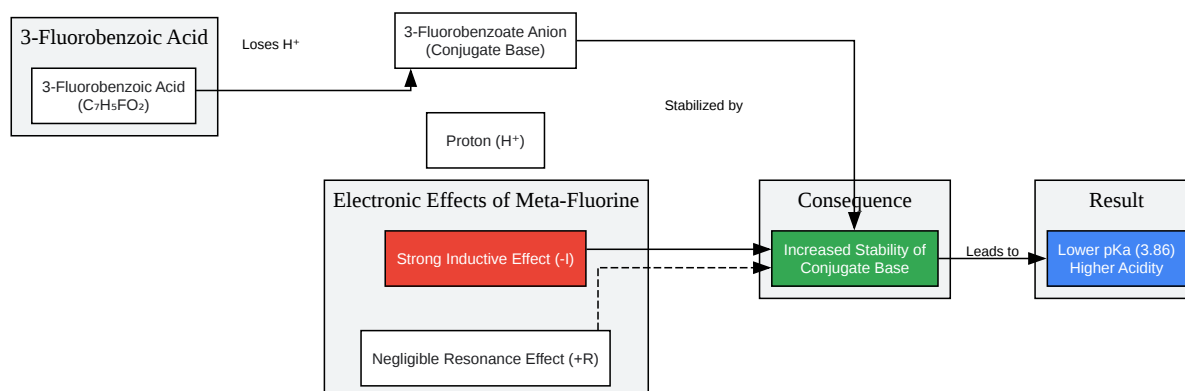 3-Fluorobenzoic Acid
3-Fluorobenzoic Acid
(C₇H₅FO₂)
Loses H⁺
3-Fluorobenzoate Anion
(Conjugate Base)
Proton (H⁺)
Stabilized by
Electronic Effects of Meta-Fluorine
Strong Inductive Effect (-I)
Negligible Resonance Effect (+R)
Consequence
Increased Stability of
Conjugate Base
Leads to
Result
Lower pKa (3.86)
Higher Acidity